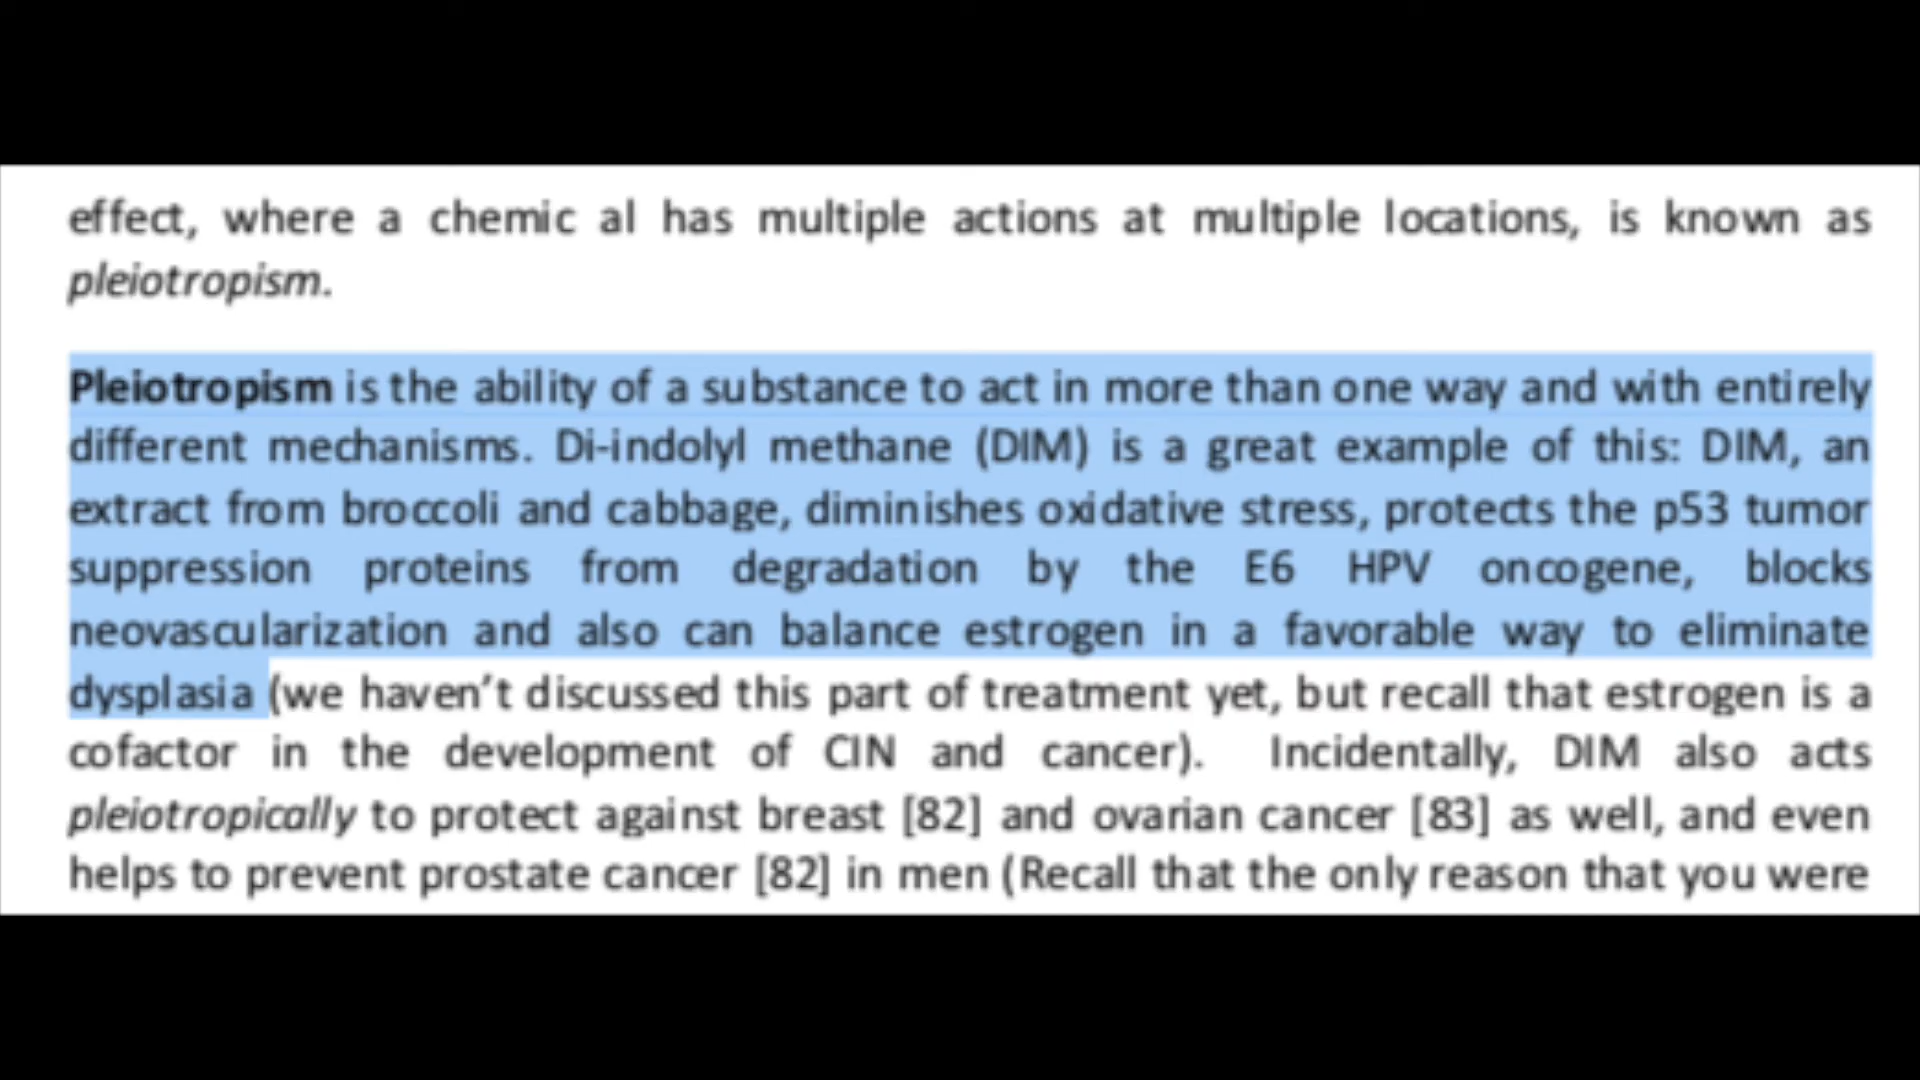 effect, where a chemic al has multiple actions at multiple locations, is known as
pleiotropism.
Pleiotropism is the ability of a substance to act in more than one way and with entirely
different mechanisms. Di-indolyl methane (DIM) is a great example of this: DIM, an
extract from broccoli and cabbage, diminishes oxidative stress, protects the p53 tumor
suppression proteins from degradation by the E6 HPV oncogene, blocks
neovascularization and also can balance estrogen in a favorable way to eliminate
dysplasia (we haven’t discussed this part of treatment yet, but recall that estrogen is a
cofactor in the development of CIN and cancer). Incidentally, DIM also acts
pleiotropically to protect against breast [82] and ovarian cancer [83] as well, and even
helps to prevent prostate cancer [82] in men (Recall that the only reason that you were